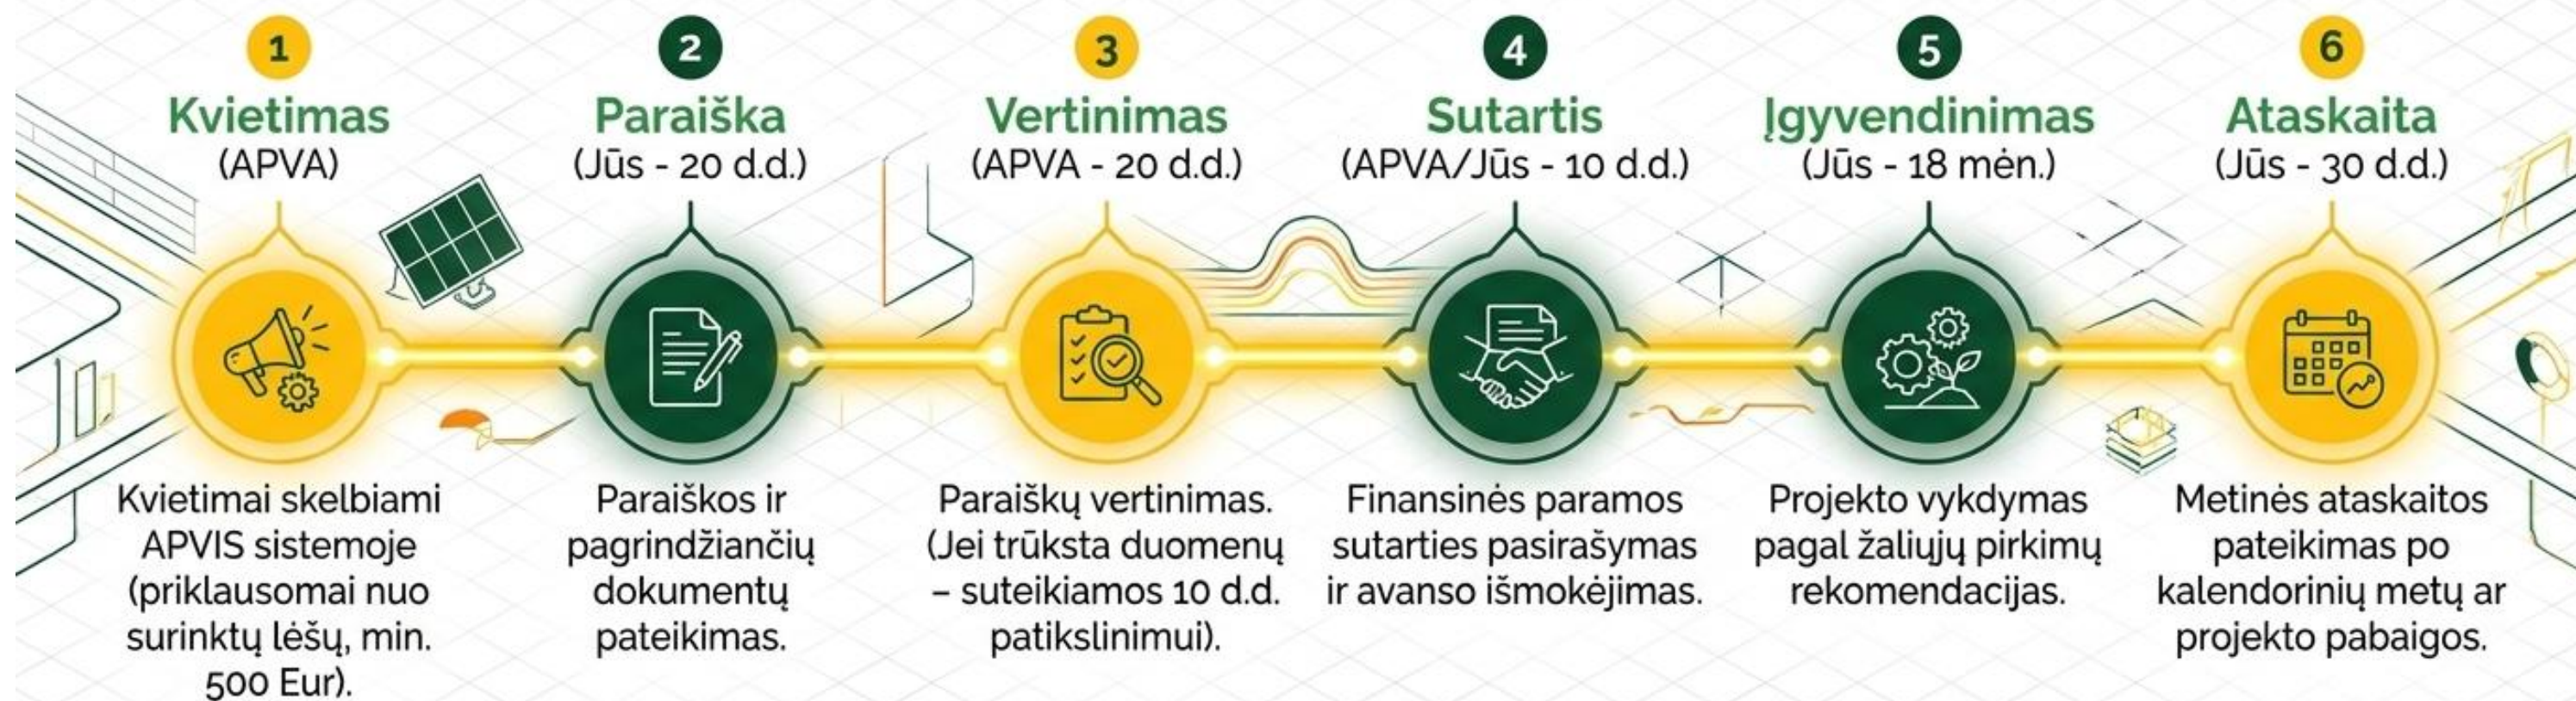 1
Kvietimas
(APVA)
Kvietimai skelbiami
APVIS sistemoje
(priklausomai nuo
surinktų lėšų, min.
500 Eur).
2
Paraiška
(Jūs - 20 d.d.)
Paraiškos ir
pagrindžiančių
dokumentų
pateikimas.
3
Vertinimas
(APVA - 20 d.d.)
Paraiškų vertinimas.
(Jei trūksta duomenų
– suteikiamos 10 d.d.
patikslinimui).
4
Sutartis
(APVA/Jūs - 10 d.d.)
Finansinės paramos
sutarties pasirašymas
ir avanso išmokėjimas.
5
Įgyvendinimas
(Jūs - 18 mėn.)
Projekto vykdymas
pagal žaliųjų pirkimų
rekomendacijas.
6
Ataskaita
(Jūs - 30 d.d.)
Metinės ataskaitos
pateikimas po
kalendorinių metų ar
projekto pabaigos.